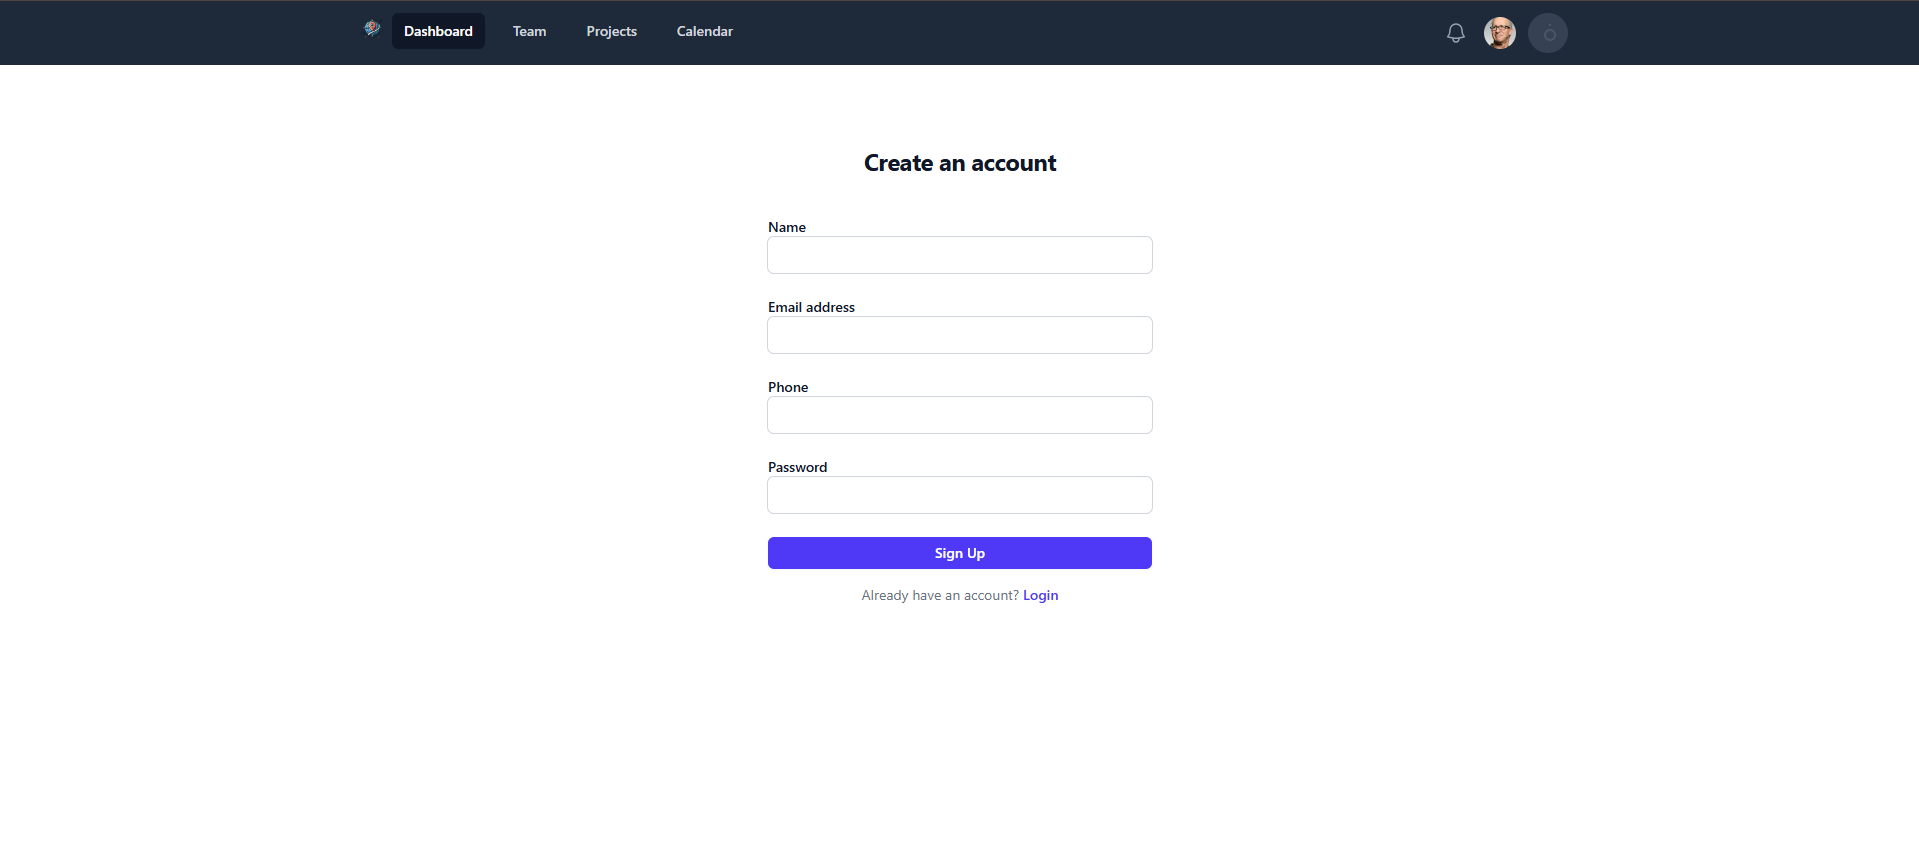 Dashboard Team Projects Calendar
Create an account
Name
Email address
Phone
Password
Sign Up
Already have an account? Login